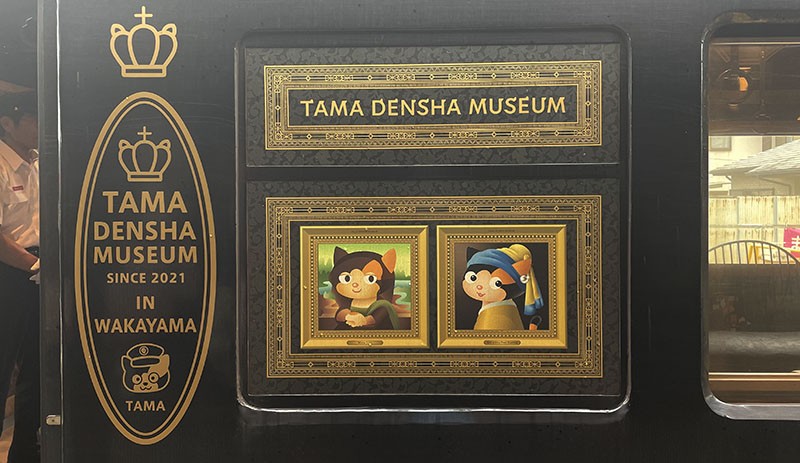 TAMA
DENSHA
MUSEUM
SINCE 2021
IN
WAKAYAMA
TAMA
TAMA DENSHA MUSEUM